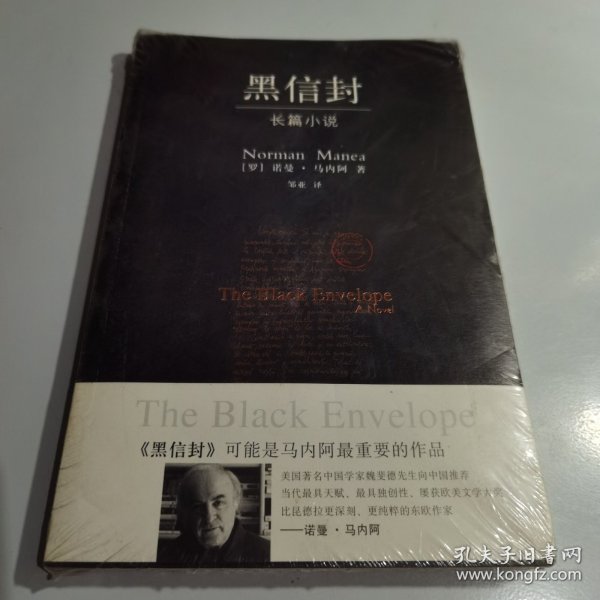 黑信封
长篇小说
Norman Manea
[罗] 诺曼·马内阿 著
邹亚 译
The Black Envelope
A Novel
The Black Envelope
《黑信封》可能是马内阿最重要的作品
美国著名中国学家魏斐德先生向中国推荐
当代最具天赋、最具独创性、屡获欧美文学大奖
比昆德拉更深刻、更纯粹的东欧作家
——诺曼·马内阿
孔夫子旧书网
www.kongfz.com